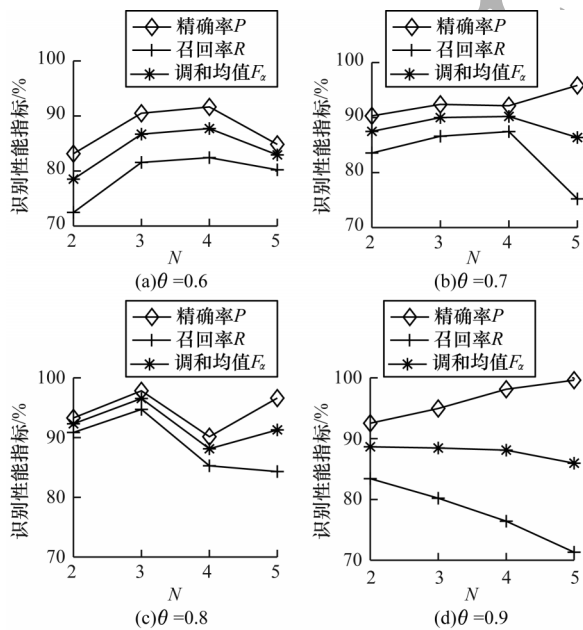 精确率P
召回率R
调和均值Fα
识别性能指标/%
100
90
80
70
2 3 4 5
N
(a)θ =0.6
精确率P
召回率R
调和均值Fα
识别性能指标/%
100
90
80
70
2 3 4 5
N
(b)θ =0.7
精确率P
召回率R
调和均值Fα
识别性能指标/%
100
90
80
70
2 3 4 5
N
(c)θ =0.8
精确率P
召回率R
调和均值Fα
识别性能指标/%
100
90
80
70
2 3 4 5
N
(d)θ =0.9